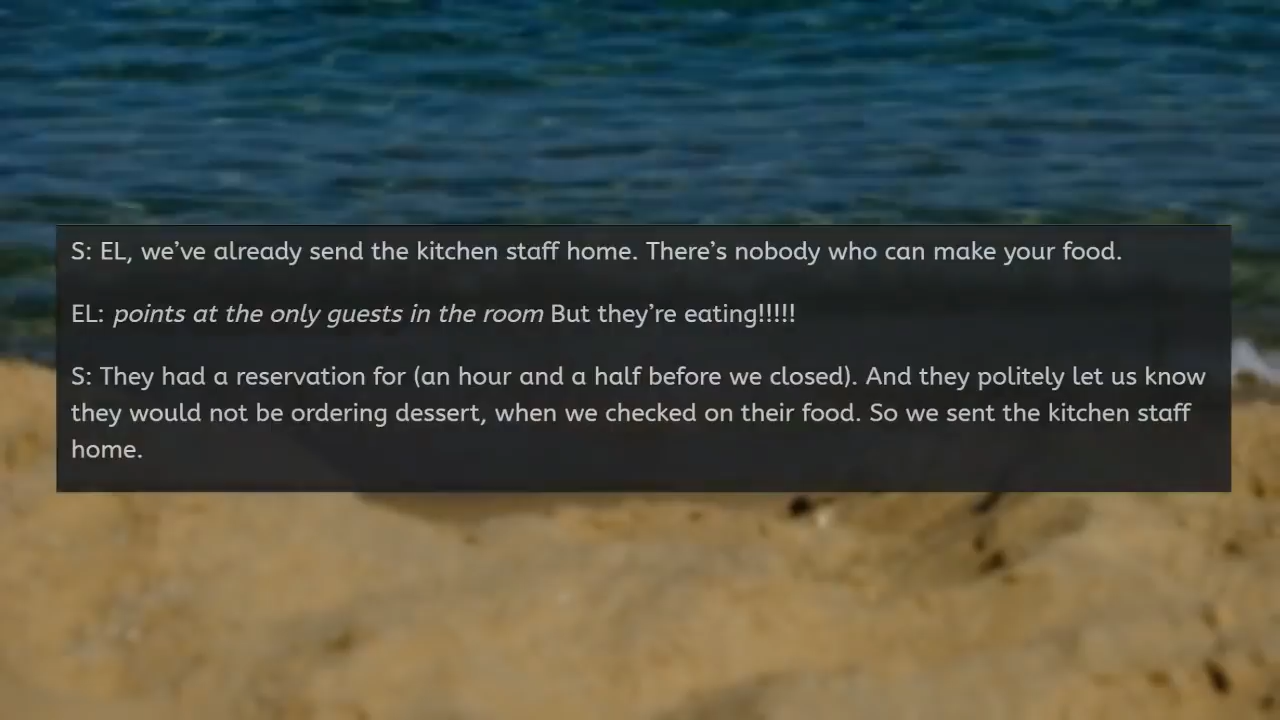 S: EL, we’ve already send the kitchen staff home. There’s nobody who can make your food.
EL: points at the only guests in the room But they’re eating!!!!!
S: They had a reservation for (an hour and a half before we closed). And they politely let us know
they would not be ordering dessert, when we checked on their food. So we sent the kitchen staff
home.